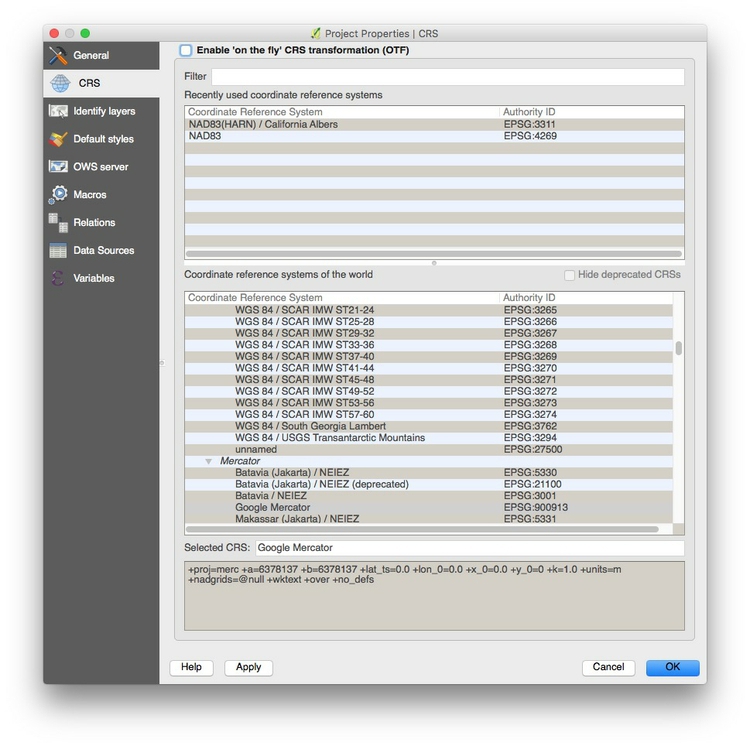 Project Properties | CRS
General
CRS
Identify layers
Default styles
OWS server
Macros
Relations
Data Sources
Variables
Enable 'on the fly' CRS transformation (OTF)
Filter
Recently used coordinate reference systems
Coordinate Reference System Authority ID
NAD83(HARN) / California Albers EPSG:3311
NAD83 EPSG:4269
Coordinate reference systems of the world Hide deprecated CRSs
Coordinate Reference System Authority ID
WGS 84 / SCAR IMW ST21-24 EPSG:3265
WGS 84 / SCAR IMW ST25-28 EPSG:3266
WGS 84 / SCAR IMW ST29-32 EPSG:3267
WGS 84 / SCAR IMW ST33-36 EPSG:3268
WGS 84 / SCAR IMW ST37-40 EPSG:3269
WGS 84 / SCAR IMW ST41-44 EPSG:3270
WGS 84 / SCAR IMW ST45-48 EPSG:3271
WGS 84 / SCAR IMW ST49-52 EPSG:3272
WGS 84 / SCAR IMW ST53-56 EPSG:3273
WGS 84 / SCAR IMW ST57-60 EPSG:3274
WGS 84 / South Georgia Lambert EPSG:3762
WGS 84 / USGS Transantarctic Mountains EPSG:3294
unnamed EPSG:27500
Mercator
Batavia (Jakarta) / NEIEZ EPSG:5330
Batavia (Jakarta) / NEIEZ (deprecated) EPSG:21100
Batavia / NEIEZ EPSG:3001
Google Mercator EPSG:900913
Makassar (Jakarta) / NEIEZ EPSG:5331
Selected CRS: Google Mercator
+proj=merc +a=6378137 +b=6378137 +lat_ts=0.0 +lon_0=0.0 +x_0=0.0 +y_0=0 +k=1.0 +units=m
+nadgrids=@null +wktext +over +no_defs
Help Apply Cancel OK